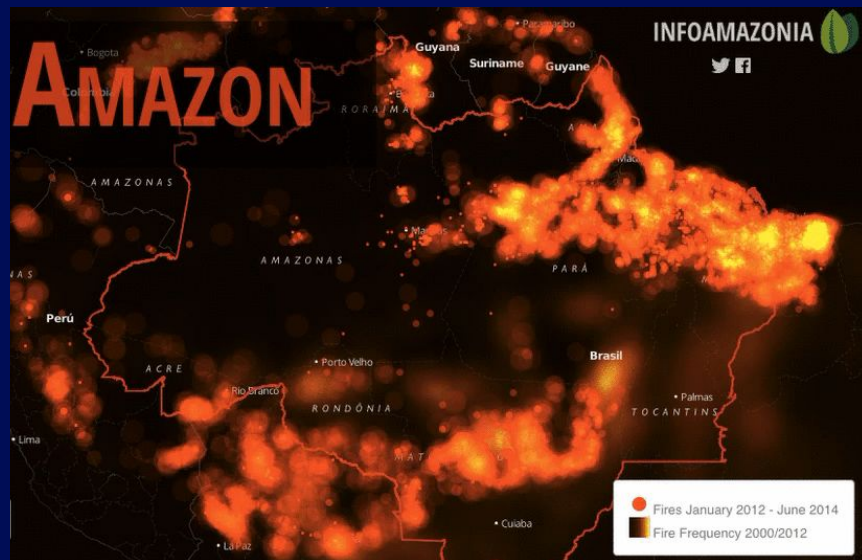 AMAZON
INFOAMAZONIA
Paramaribo
Guyana
Bogota
Suriname
Guyane
Colombia
RORAIMA
AMAZONAS
AMAZONAS
PARÁ
Perú
Brasil
ACRE
Porto Velho
Rio Branco
Palmas
RONDÔNIA
TOCANTINS
Lima
Cuiaba
La Paz
Fires January 2012 - June 2014
Fire Frequency 2000/2012